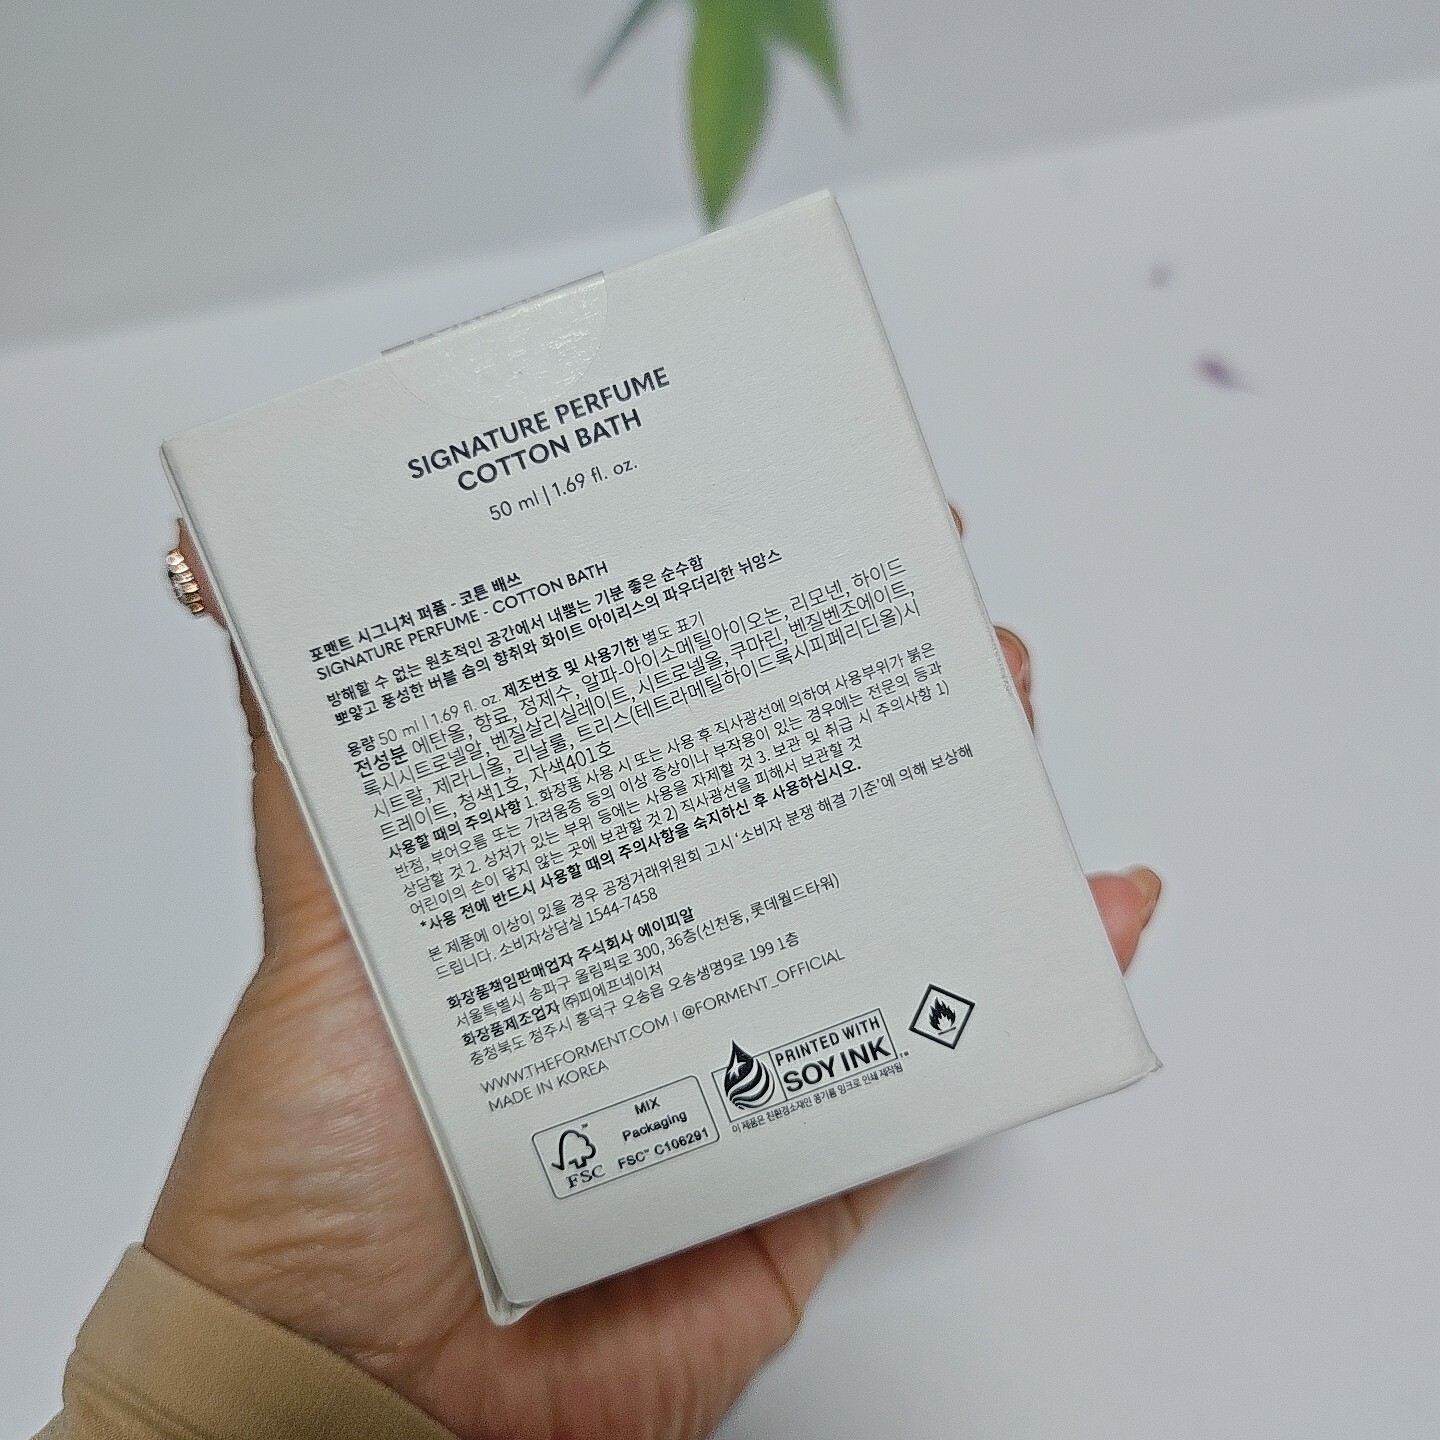 SIGNATURE PERFUME
COTTON BATH
50 ml | 1.69 fl. oz.
포맨트 시그니처 퍼퓸 - 코튼 배쓰
SIGNATURE PERFUME - COTTON BATH
방해할 수 없는 원초적인 공간에서 내뿜는 기분 좋은 순수함
뽀얗고 풍성한 버블 솝의 향취와 화이트 아이리스의 파우더리한 뉘앙스
용량 50 ml | 1.69 fl. oz. 제조번호 및 사용기한 별도 표기
전성분 에탄올, 향료, 정제수, 알파-아이소메틸아이오논, 리모넨, 하이드
록시시트로넬알, 벤질살리실레이트, 시트로넬올, 쿠마린, 벤질벤조에이트,
시트랄, 제라니올, 리날룰, 트리스(테트라메틸하이드록시피페리딘올)시
트레이트, 청색1호, 자색401호
사용할 때의 주의사항 1. 화장품 사용 시 또는 사용 후 직사광선에 의하여 사용부위가 붉은
반점, 부어오름 또는 가려움증 등의 이상 증상이나 부작용이 있는 경우에는 전문의 등과
상담할 것 2. 상처가 있는 부위 등에는 사용을 자제할 것 3. 보관 및 취급 시 주의사항 1)
어린이의 손이 닿지 않는 곳에 보관할 것 2) 직사광선을 피해서 보관할 것
*사용 전에 반드시 사용할 때의 주의사항을 숙지하신 후 사용하십시오.
본 제품에 이상이 있을 경우 공정거래위원회 고시 '소비자 분쟁 해결 기준'에 의해 보상해
드립니다. 소비자상담실 1544-7458
화장품책임판매업자 주식회사 에이피알
서울특별시 송파구 올림픽로 300, 36층(신천동, 롯데월드타워)
화장품제조업자 ㈜피에프네이처
충청북도 청주시 흥덕구 오송읍 오송생명9로 199 1층
WWW.THEFORMENT.COM | @FORMENT_OFFICIAL
MADE IN KOREA
FSC
MIX
Packaging
FSC™ C106291
PRINTED WITH
SOY INK™
이 제품은 친환경소재인 콩기름 잉크로 인쇄 제작됨